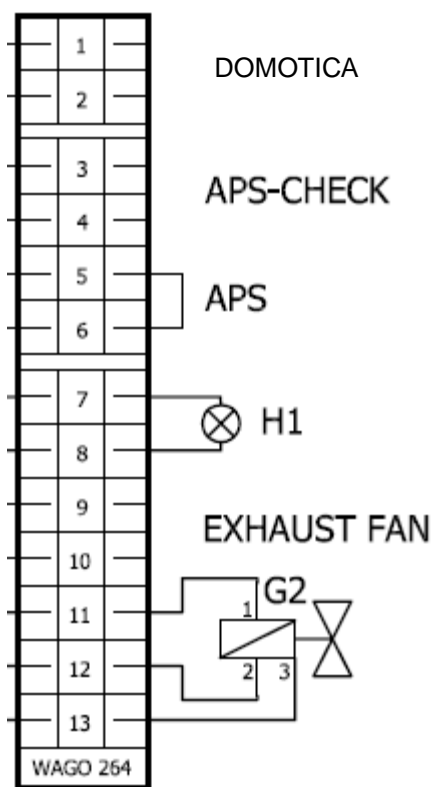 1
DOMOTICA
2
3
APS-CHECK
4
5
APS
6
7
H1
8
9
EXHAUST FAN
10
G2
11
1
12
2 3
13
WAGO 264